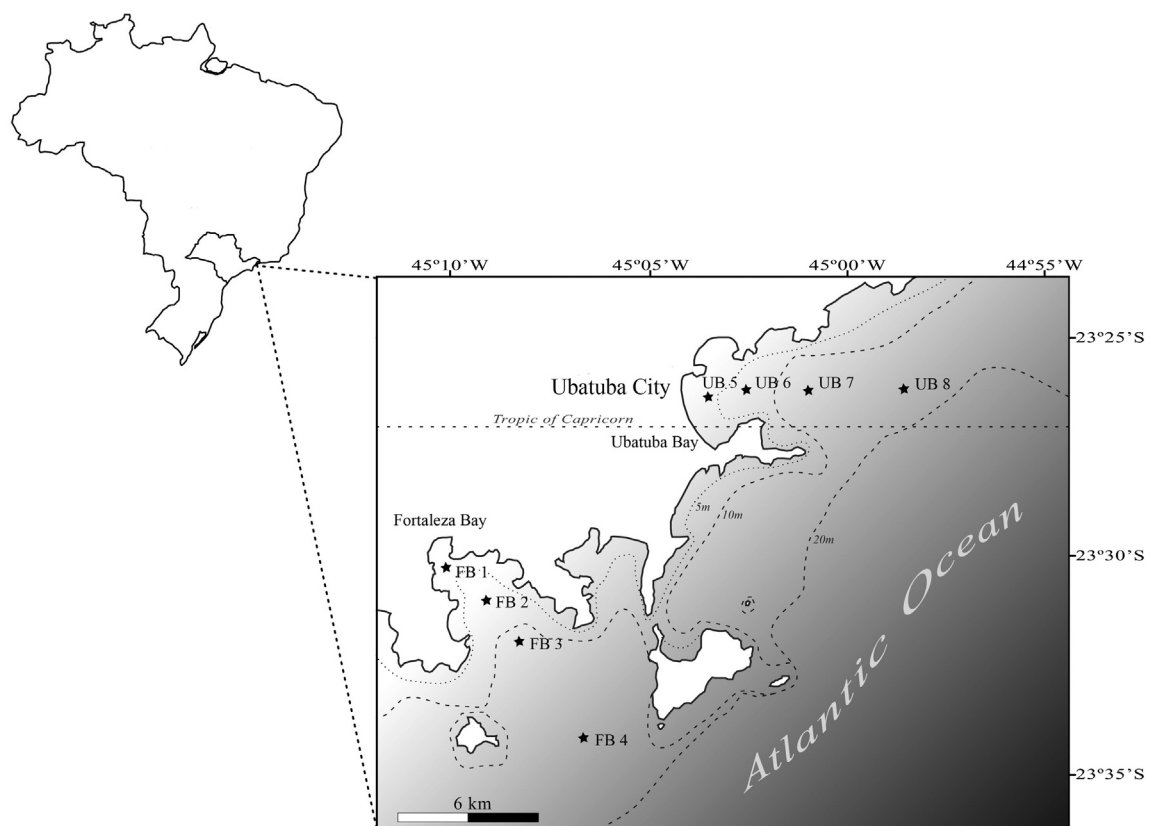 45°10'W 45°05'W 45°00'W 44°55'W
23°25'S
UB 5 UB 6 UB 7 UB 8
Ubatuba City
Tropic of Capricorn
Ubatuba Bay
5m
10m
20m
Fortaleza Bay
23°30'S
FB 1
FB 2
FB 3
FB 4
Atlantic Ocean
23°35'S
6 km